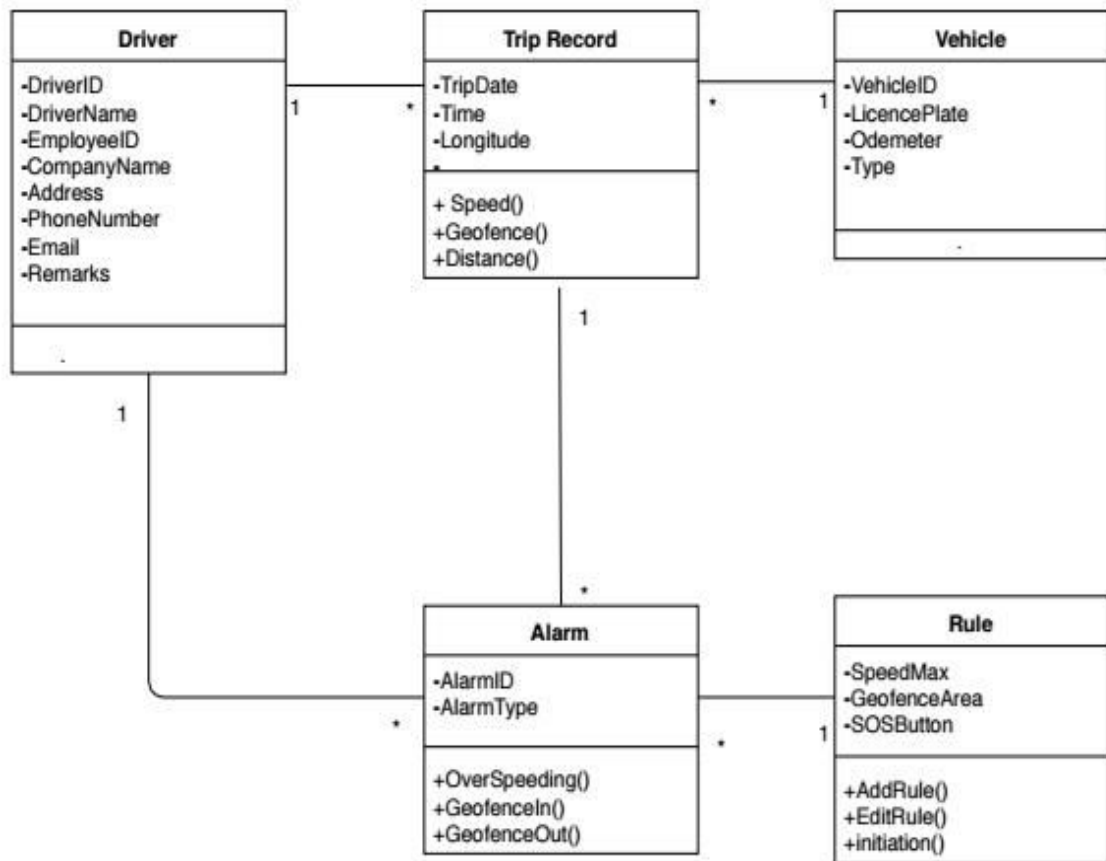 Driver
-DriverID
-DriverName
-EmployeeID
-CompanyName
-Address
-PhoneNumber
-Email
-Remarks
.
1
*
Trip Record
-TripDate
-Time
-Longitude
+ Speed()
+Geofence()
+Distance()
*
1
Vehicle
-VehicleID
-LicencePlate
-Odemeter
-Type
.
1
1
*
*
Alarm
-AlarmID
-AlarmType
+OverSpeeding()
+GeofenceIn()
+GeofenceOut()
*
1
Rule
-SpeedMax
-GeofenceArea
-SOSButton
+AddRule()
+EditRule()
+initiation()